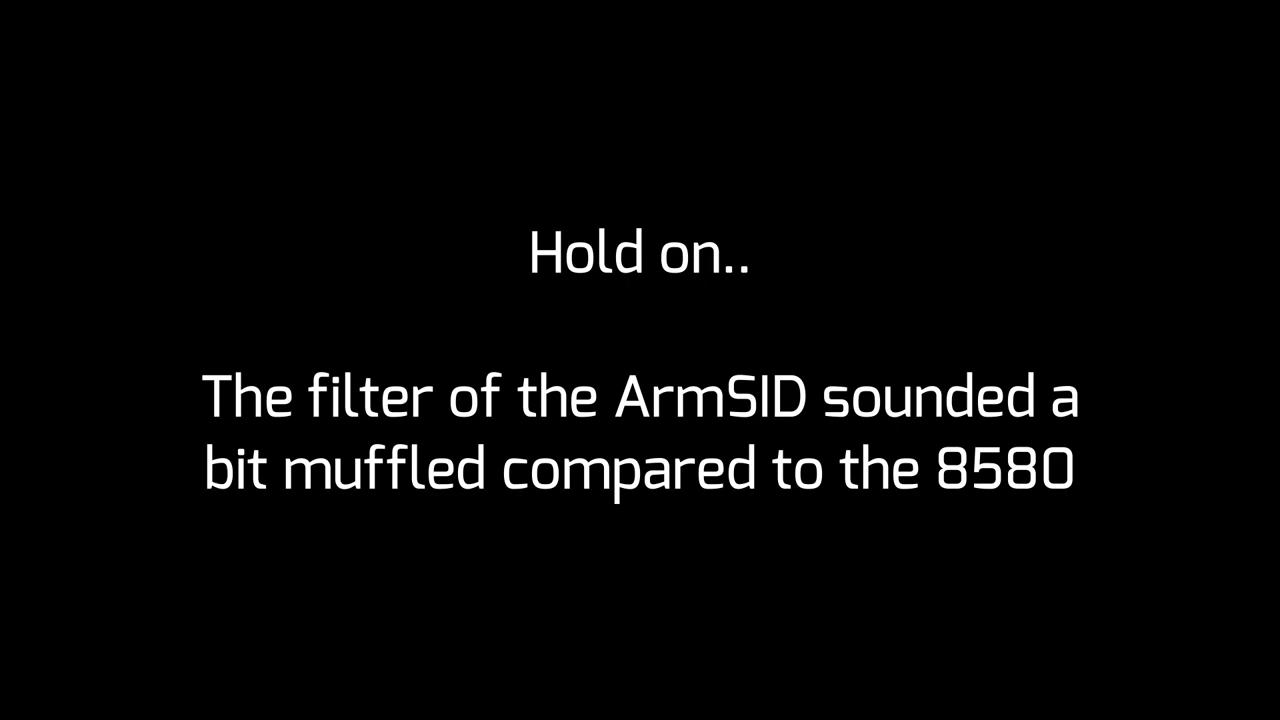 Hold on..
The filter of the ArmSID sounded a
bit muffled compared to the 8580